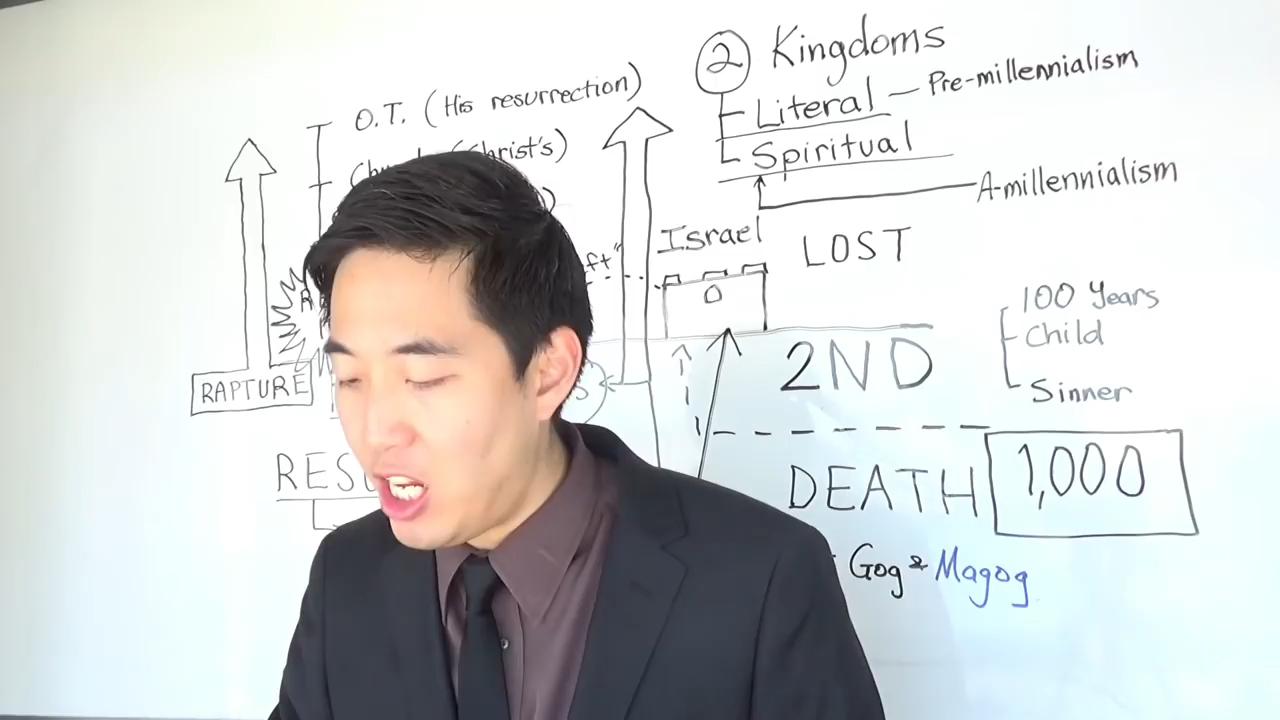 2 Kingdoms
Literal — Pre-millennialism
Spiritual
A-millennialism
O.T. (His resurrection)
Christ's)
Israel
LOST
RAPTURE
2ND
DEATH
100 Years
Child
Sinner
1,000
Gog & Magog